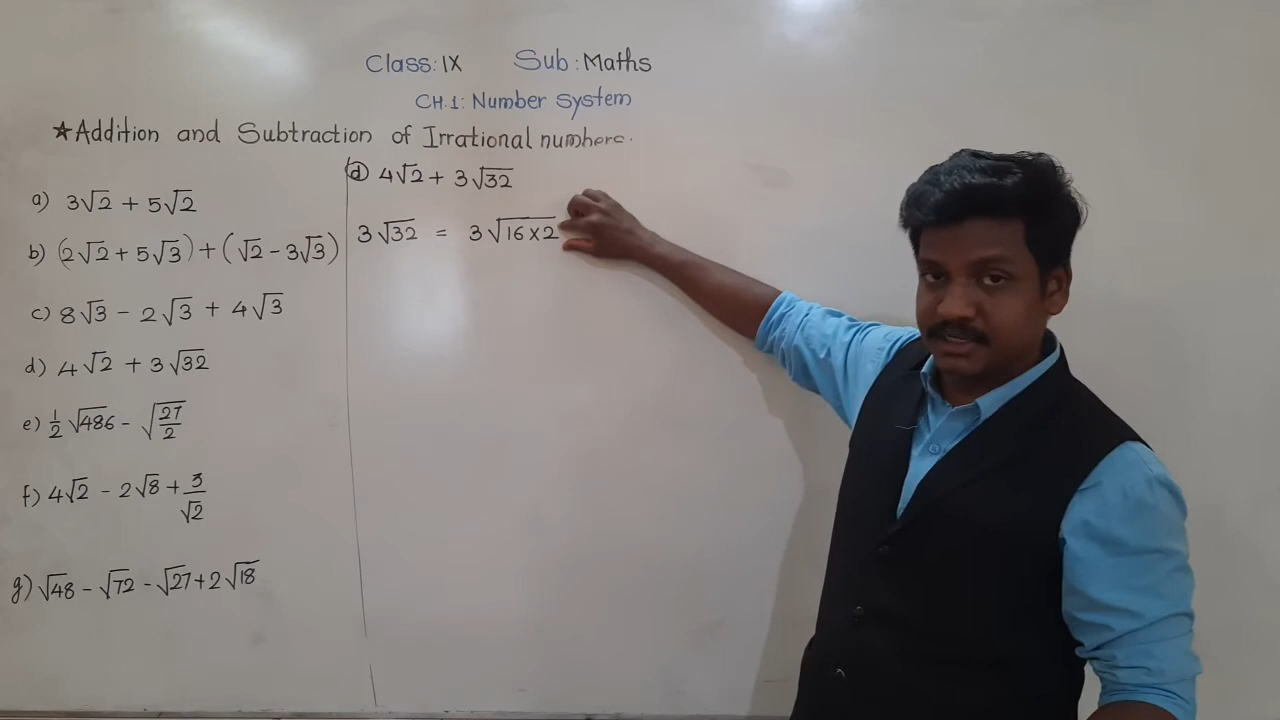 Class: IX Sub: Maths
CH.1: Number system
★Addition and Subtraction of Irrational numbers.
a) 3√2 + 5√2
b) (2√2 + 5√3) + (√2 - 3√3)
c) 8√3 - 2√3 + 4√3
d) 4√2 + 3√32
e) 1/2 √486 - √(27/2)
f) 4√2 - 2√8 + 3/√2
g) √48 - √72 - √27 + 2√18
d) 4√2 + 3√32
3√32 = 3√(16×2)